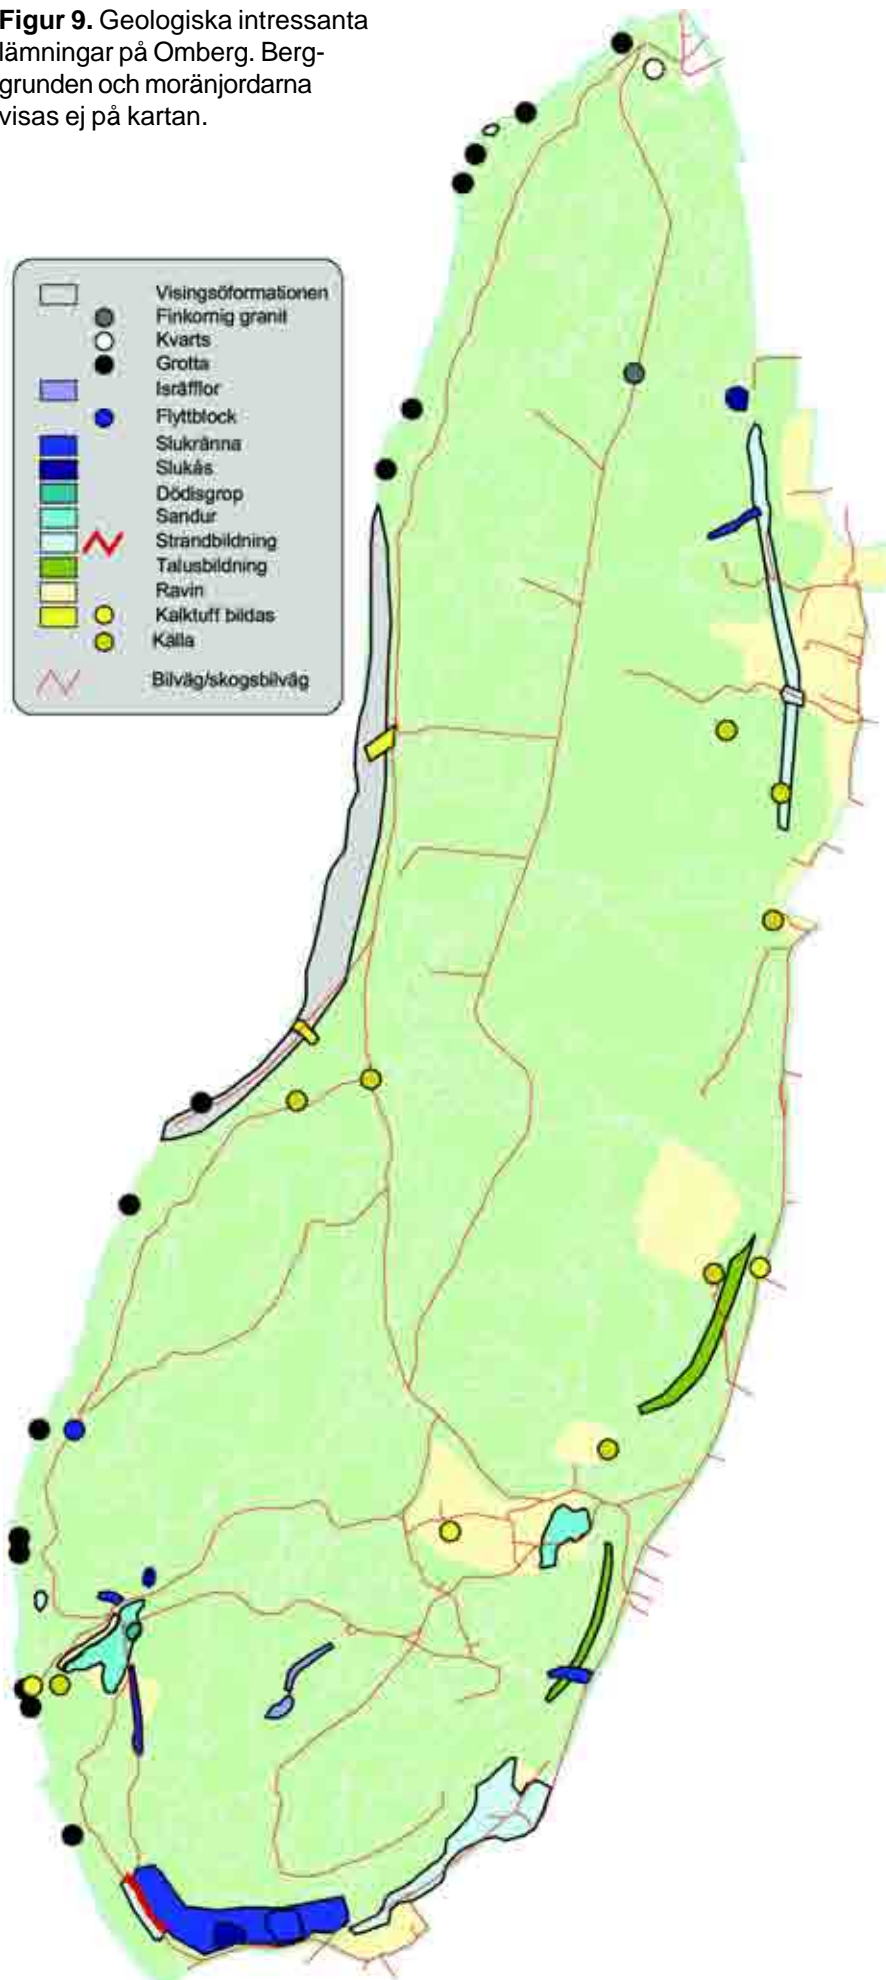 Figur 9. Geologiska intressanta
lämningar på Omberg. Berg-
grunden och moränjordarna
visas ej på kartan.
Visingsöformationen
Finkornig granit
Kvarts
Grotta
Isräfflor
Flyttblock
Slukränna
Slukås
Dödisgrop
Sandur
Strandbildning
Talusbildning
Ravin
Kalktuff bildas
Källa
Bilväg/skogsbilväg